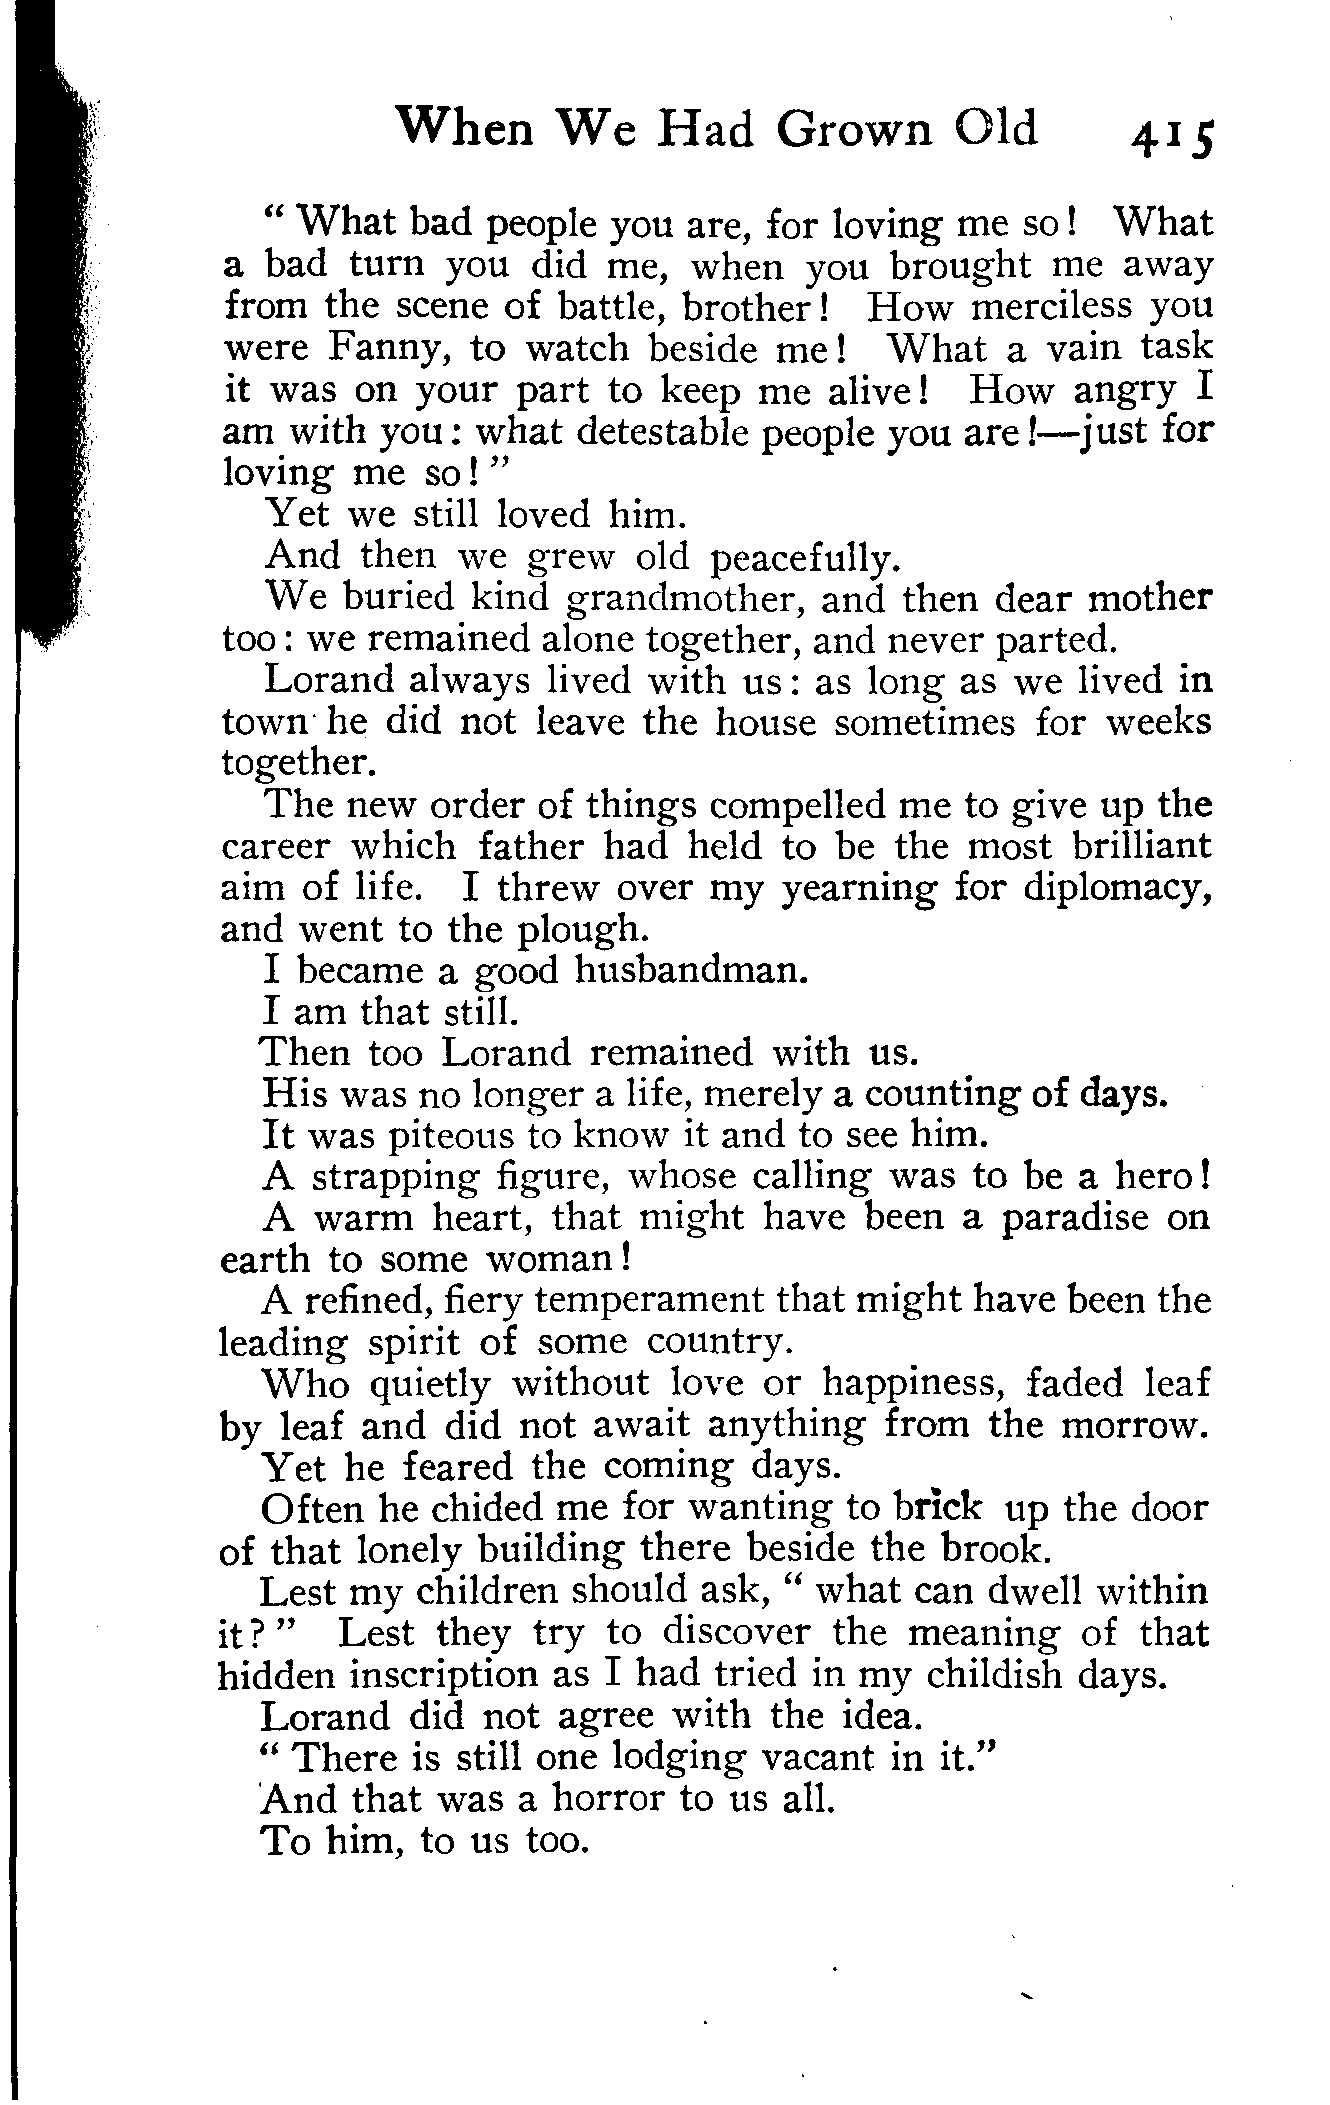 When We Had Grown Old 415
“ What bad people you are, for loving me so! What
a bad turn you did me, when you brought me away
from the scene of battle, brother! How merciless you
were Fanny, to watch beside me! What a vain task
it was on your part to keep me alive! How angry I
am with you: what detestable people you are!—just for
loving me so!”
Yet we still loved him.
And then we grew old peacefully.
We buried kind grandmother, and then dear mother
too: we remained alone together, and never parted.
Lorand always lived with us: as long as we lived in
town he did not leave the house sometimes for weeks
together.
The new order of things compelled me to give up the
career which father had held to be the most brilliant
aim of life. I threw over my yearning for diplomacy,
and went to the plough.
I became a good husbandman.
I am that still.
Then too Lorand remained with us.
His was no longer a life, merely a counting of days.
It was piteous to know it and to see him.
A strapping figure, whose calling was to be a hero!
A warm heart, that might have been a paradise on
earth to some woman!
A refined, fiery temperament that might have been the
leading spirit of some country.
Who quietly without love or happiness, faded leaf
by leaf and did not await anything from the morrow.
Yet he feared the coming days.
Often he chided me for wanting to brick up the door
of that lonely building there beside the brook.
Lest my children should ask, “ what can dwell within
it?” Lest they try to discover the meaning of that
hidden inscription as I had tried in my childish days.
Lorand did not agree with the idea.
“ There is still one lodging vacant in it.”
And that was a horror to us all.
To him, to us too.